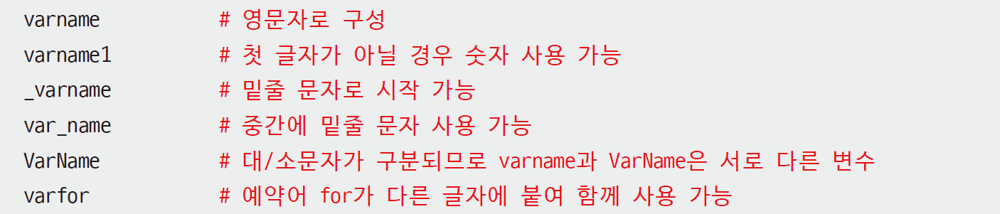 varname # 영문자로 구성
varname1 # 첫 글자가 아닐 경우 숫자 사용 가능
_varname # 밑줄 문자로 시작 가능
var_name # 중간에 밑줄 문자 사용 가능
VarName # 대/소문자가 구분되므로 varname과 VarName은 서로 다른 변수
varfor # 예약어 for가 다른 글자에 붙여 함께 사용 가능